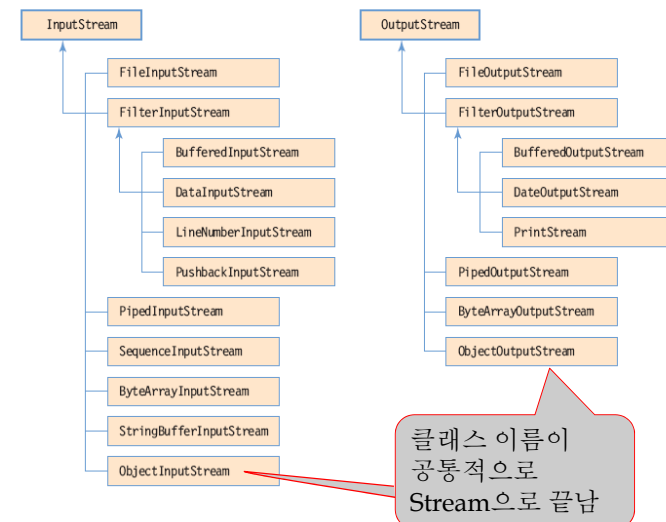 InputStream
FileInputStream
FilterInputStream
BufferedInputStream
DataInputStream
LineNumberInputStream
PushbackInputStream
PipedInputStream
SequenceInputStream
ByteArrayInputStream
StringBufferInputStream
ObjectInputStream
OutputStream
FileOutputStream
FilterOutputStream
BufferedOutputStream
DateOutputStream
PrintStream
PipedOutputStream
ByteArrayOutputStream
ObjectOutputStream
클래스 이름이
공통적으로
Stream으로 끝남